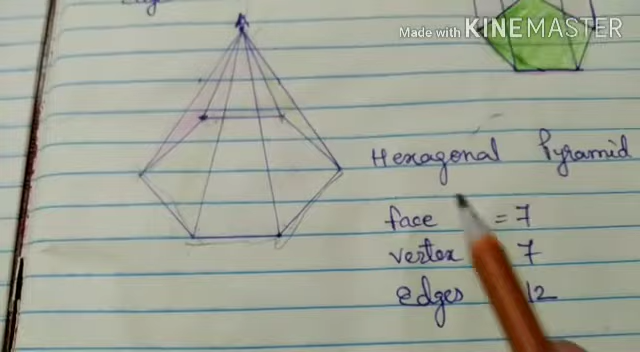 Made with KINEMASTER
A
Hexagonal Pyramid
face = 7
vertex 7
edges 12